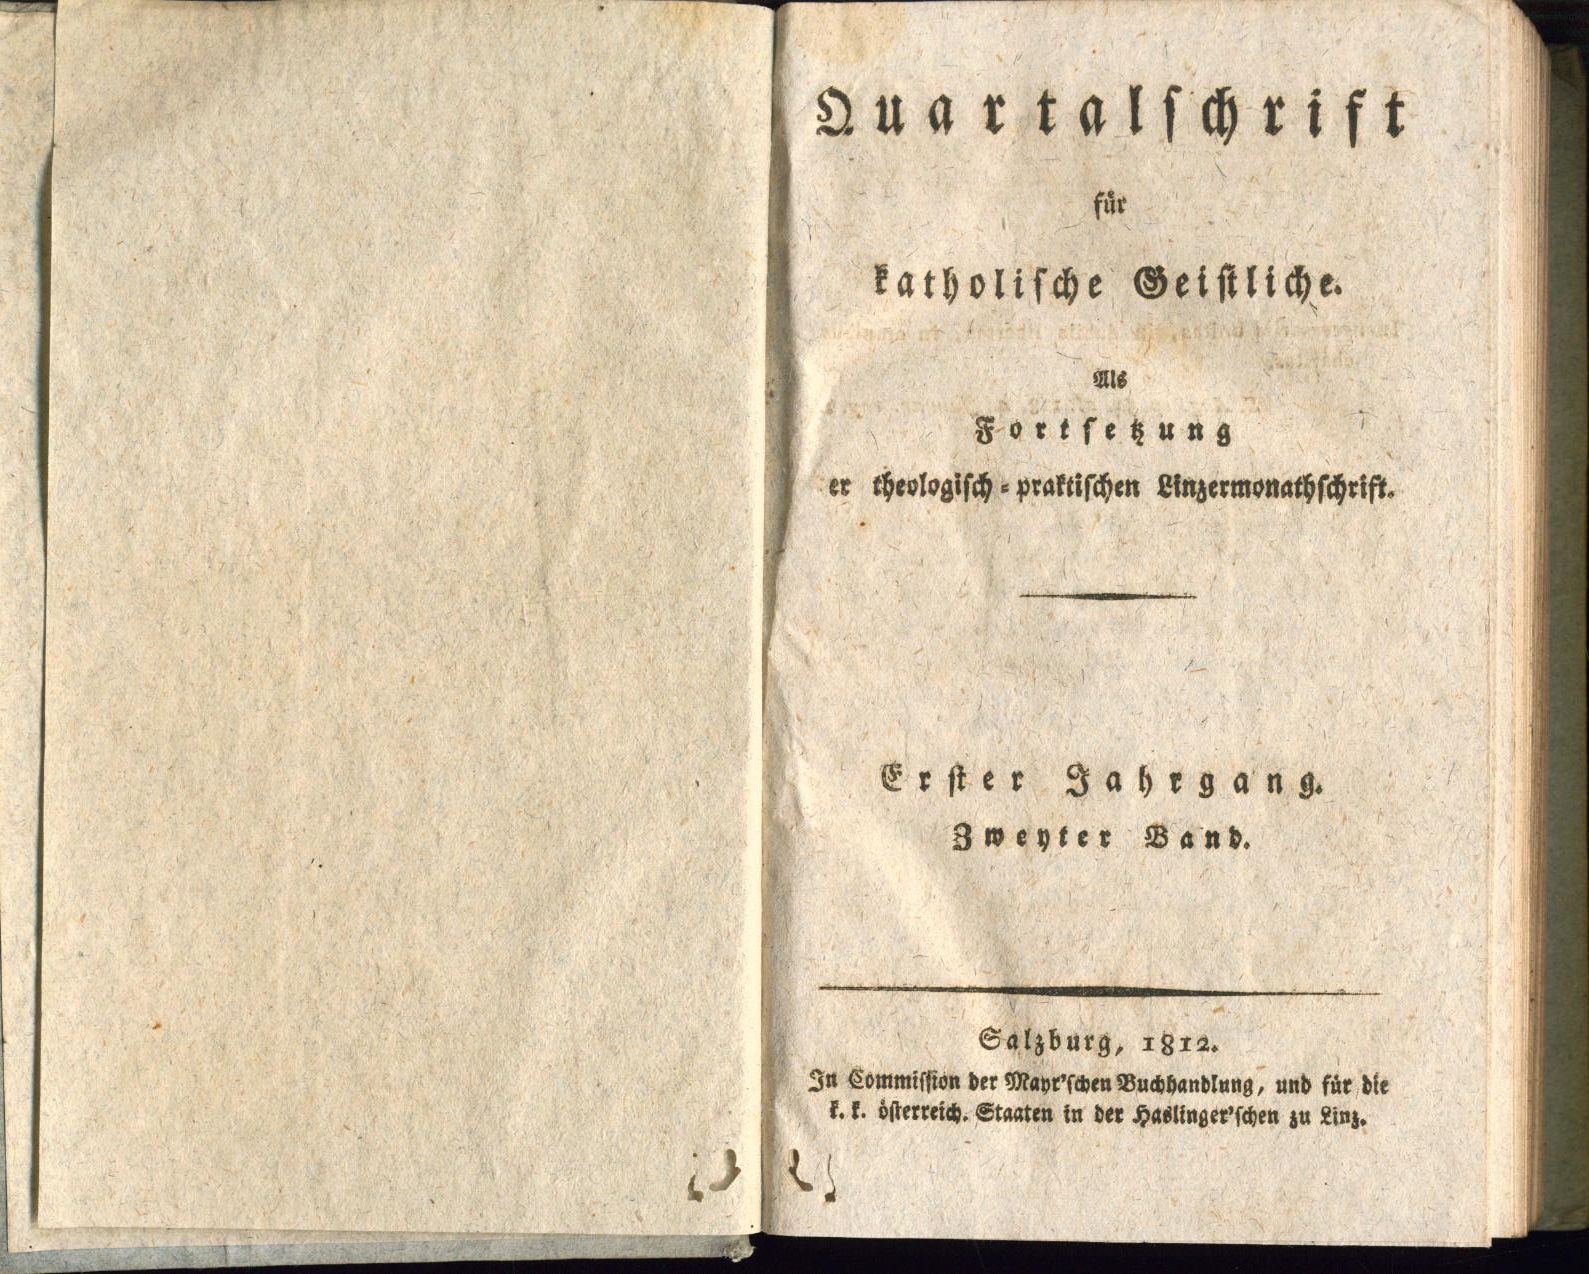 Quartalſchrift
für
katholiſche Geiſtliche.
Als
Fortſetzung
er theologiſch-praktiſchen Linzermonathſchrift.
Erſter Jahrgang.
Zweyter Band.
Salzburg, 1812.
In Commiſſion der Mayr'ſchen Buchhandlung, und für die
k. k. öſterreich. Staaten in der Haslinger'ſchen zu Linz.